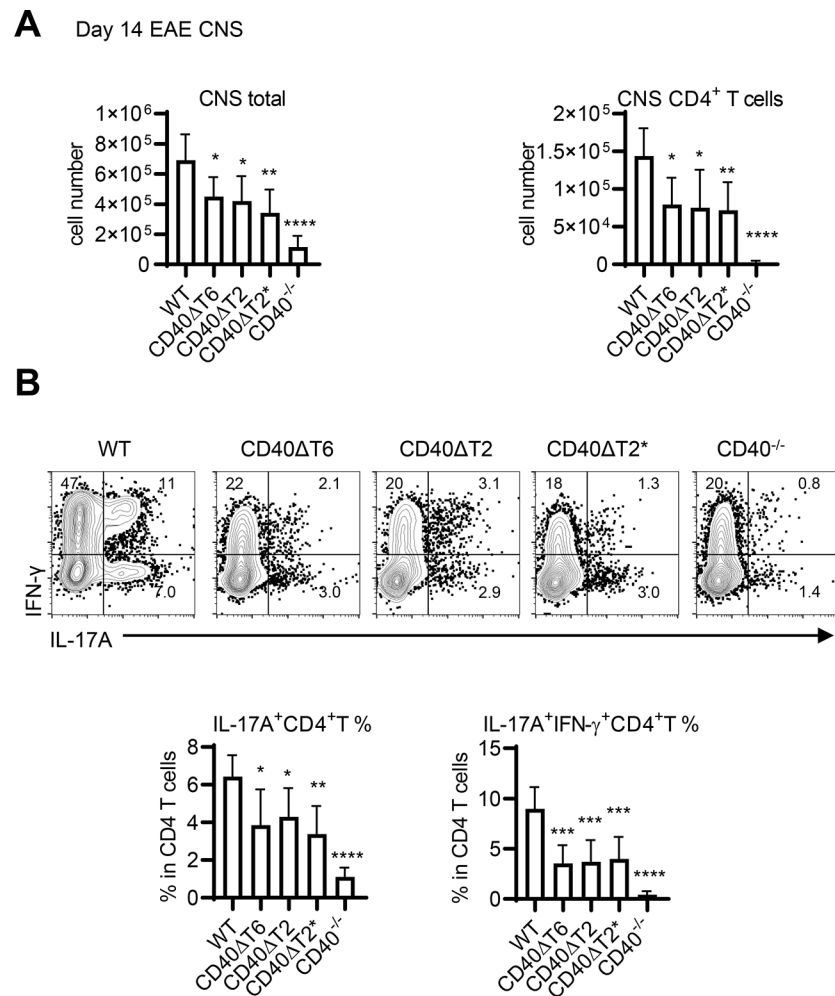 A Day 14 EAE CNS
CNS total
cell number
1×10⁶
8×10⁵
6×10⁵
4×10⁵
2×10⁵
0
* * ** ****
WT CD40ΔT6 CD40ΔT2 CD40ΔT2* CD40⁻/⁻
CNS CD4⁺ T cells
cell number
2×10⁵
1.5×10⁵
1×10⁵
5×10⁴
0
* * ** ****
WT CD40ΔT6 CD40ΔT2 CD40ΔT2* CD40⁻/⁻
B
WT CD40ΔT6 CD40ΔT2 CD40ΔT2* CD40⁻/⁻
47 11 22 2.1 20 3.1 18 1.3 20 0.8
7.0 3.0 2.9 3.0 1.4
IFN-γ
IL-17A
IL-17A⁺CD4⁺T %
% in CD4 T cells
8
6
4
2
0
* * ** ****
WT CD40ΔT6 CD40ΔT2 CD40ΔT2* CD40⁻/⁻
IL-17A⁺IFN-γ⁺CD4⁺T %
% in CD4 T cells
15
10
5
0
*** *** *** ****
WT CD40ΔT6 CD40ΔT2 CD40ΔT2* CD40⁻/⁻